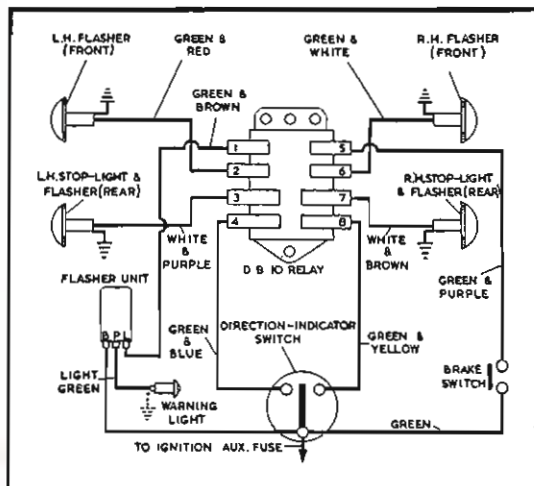 L.H. FLASHER
(FRONT)
GREEN &
RED
GREEN &
WHITE
R.H. FLASHER
(FRONT)
GREEN &
BROWN
1
2
3
4
5
6
7
8
L.H. STOP-LIGHT
& FLASHER (REAR)
R.H. STOP-LIGHT
& FLASHER (REAR)
WHITE
&
PURPLE
D B 10 RELAY
WHITE
&
BROWN
GREEN
&
PURPLE
FLASHER UNIT
B P L
GREEN
&
BLUE
DIRECTION-INDICATOR
SWITCH
GREEN &
YELLOW
LIGHT
GREEN
WARNING
LIGHT
BRAKE
SWITCH
GREEN
TO IGNITION AUX. FUSE